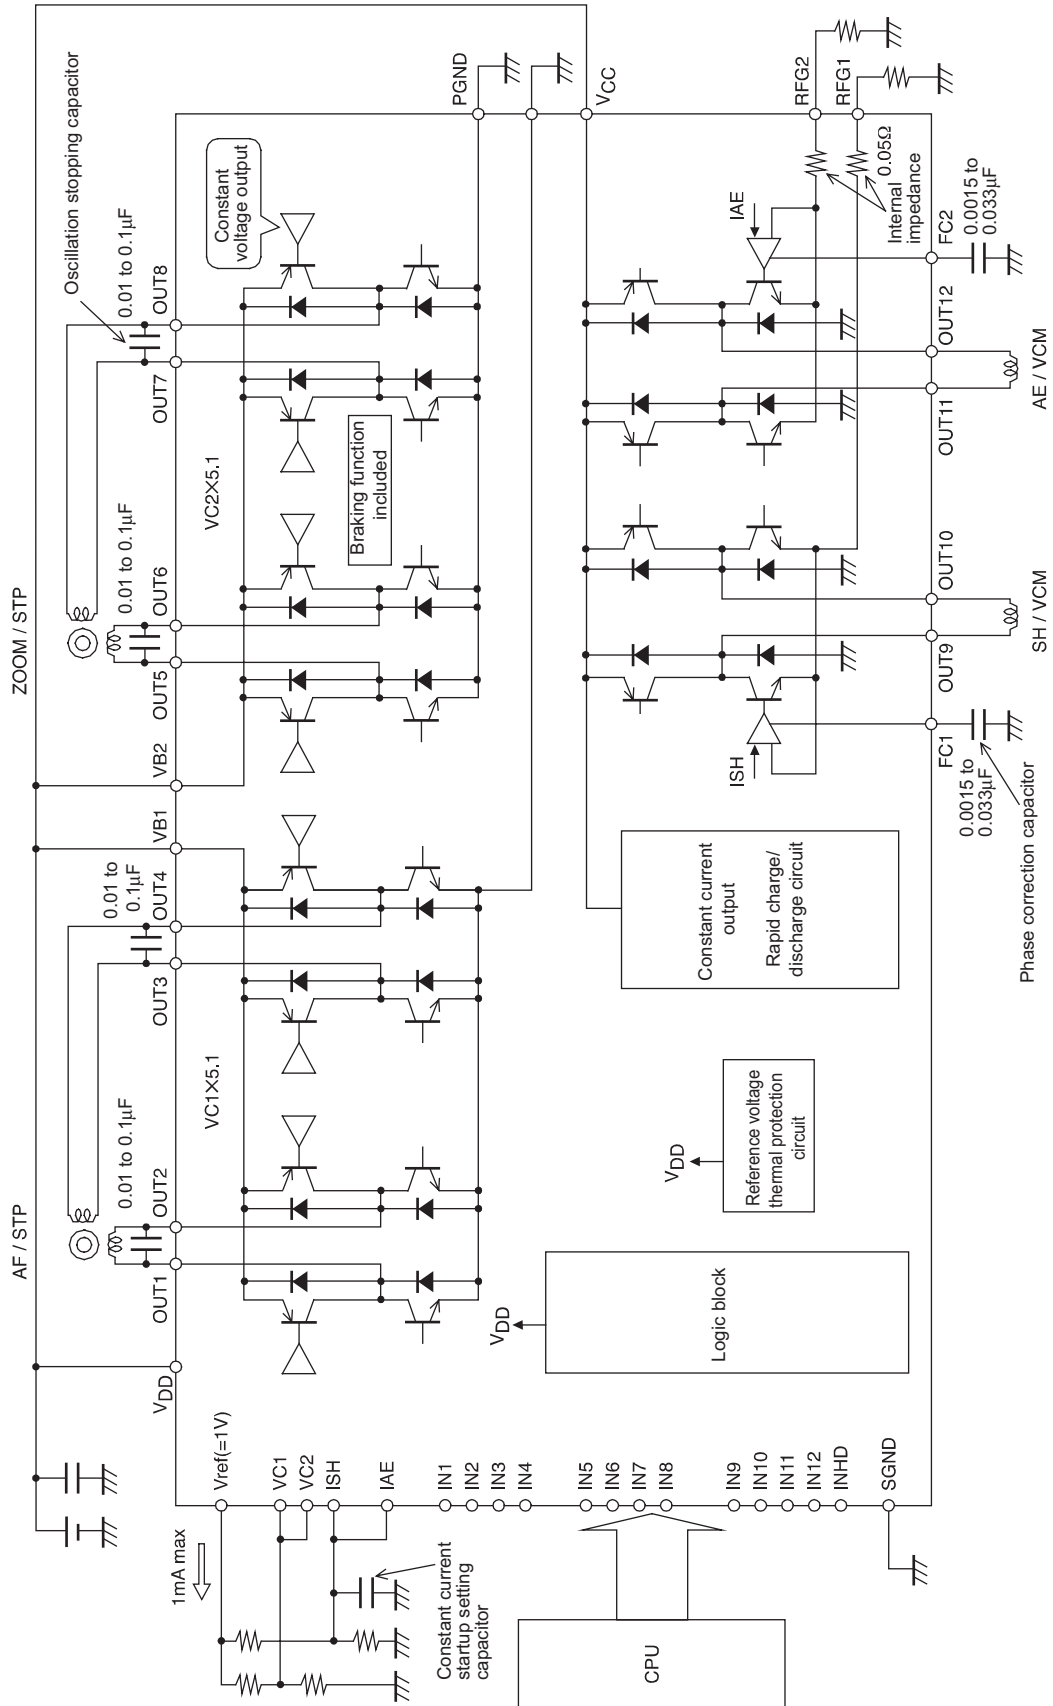 AF / STP
ZOOM / STP
Oscillation stopping capacitor
0.01 to 0.1µF
0.01 to
0.1µF
0.01 to 0.1µF
0.01 to 0.1µF
VDD
OUT1
OUT2
OUT3
OUT4
VB1
VB2
OUT5
OUT6
OUT7
OUT8
Constant
voltage output
VC1X5.1
VC2X5.1
Braking function
included
PGND
VCC
RFG2
RFG1
1mA max
Vref(=1V)
VC1
VC2
ISH
IAE
IN1
IN2
IN3
IN4
IN5
IN6
IN7
IN8
IN9
IN10
IN11
IN12
INHD
SGND
Constant current
startup setting
capacitor
CPU
VDD
Logic block
VDD
Reference voltage
thermal protection
circuit
Constant current
output
Rapid charge/
discharge circuit
ISH
IAE
0.05Ω
Internal
impedance
FC1
OUT9
OUT10
OUT11
OUT12
FC2
0.0015 to
0.033µF
0.0015 to
0.033µF
Phase correction capacitor
SH / VCM
AE / VCM